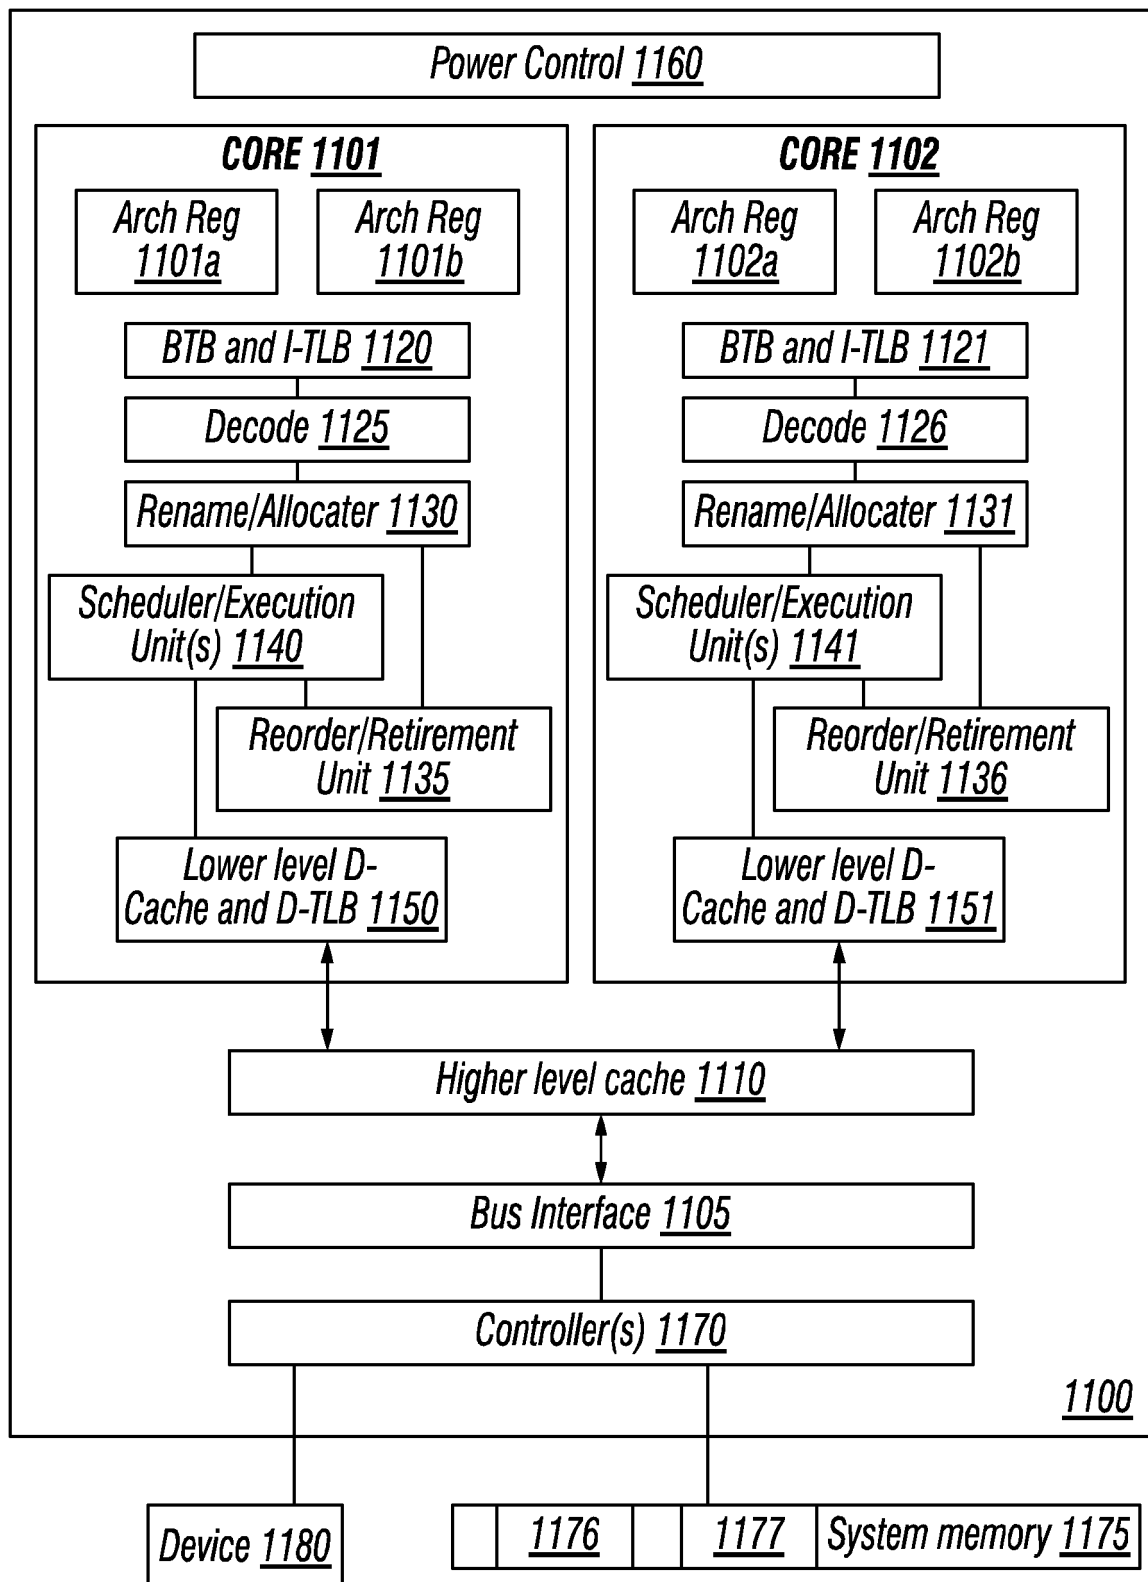 Power Control 1160
CORE 1101
Arch Reg
1101a
Arch Reg
1101b
BTB and I-TLB 1120
Decode 1125
Rename/Allocater 1130
Scheduler/Execution
Unit(s) 1140
Reorder/Retirement
Unit 1135
Lower level D-
Cache and D-TLB 1150
CORE 1102
Arch Reg
1102a
Arch Reg
1102b
BTB and I-TLB 1121
Decode 1126
Rename/Allocater 1131
Scheduler/Execution
Unit(s) 1141
Reorder/Retirement
Unit 1136
Lower level D-
Cache and D-TLB 1151
Higher level cache 1110
Bus Interface 1105
Controller(s) 1170
1100
Device 1180
1176
1177
System memory 1175